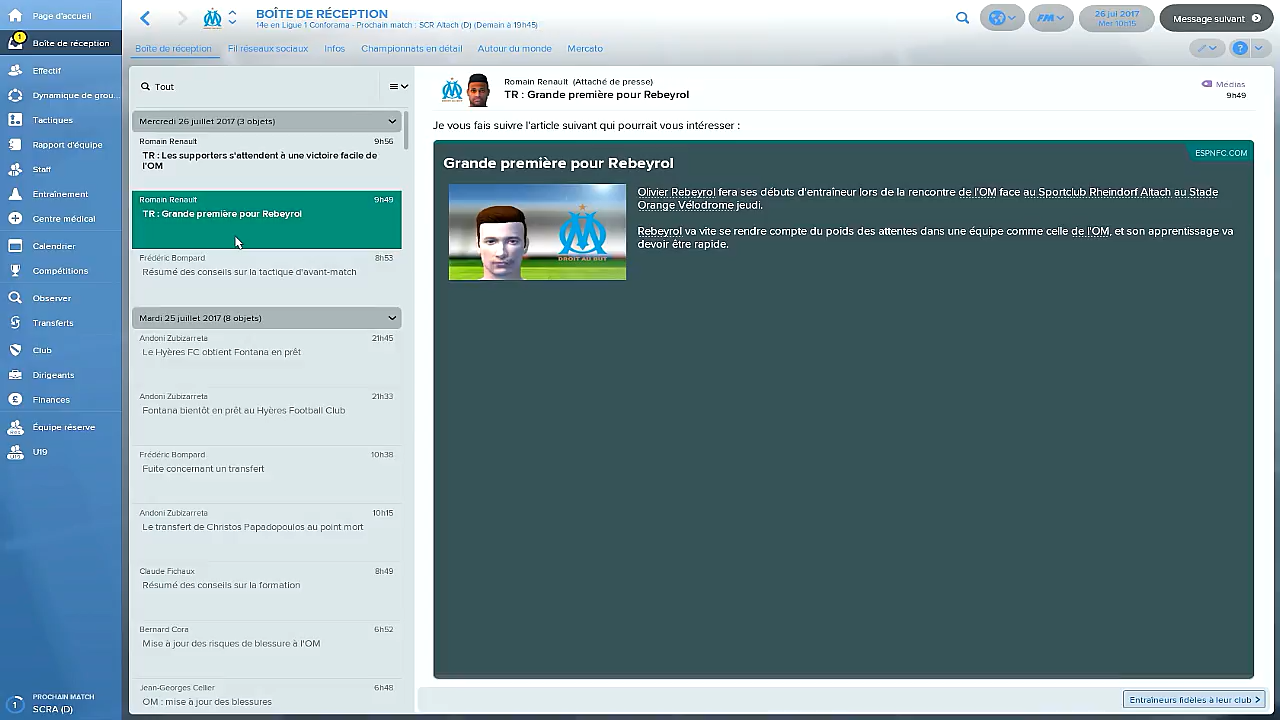 Page d'accueil
1
Boîte de réception
Effectif
Dynamique de grou...
Tactiques
Rapport d'équipe
Staff
Entraînement
Centre médical
Calendrier
Compétitions
Observer
Transferts
Club
Dirigeants
Finances
Équipe réserve
U19
1
PROCHAIN MATCH
SCRA (D)
BOÎTE DE RÉCEPTION
14e en Ligue 1 Conforama - Prochain match : SCR Altach (D) (Demain à 19h45)
FM
26 jui 2017
Mer 10h15
Message suivant
Boîte de réception
Fil réseaux sociaux
Infos
Championnats en détail
Autour du monde
Mercato
?
Tout
Mercredi 26 juillet 2017 (3 objets)
Romain Renault 9h56
TR : Les supporters s'attendent à une victoire facile de
l'OM
Romain Renault 9h49
TR : Grande première pour Rebeyrol
Frédéric Bompard 8h53
Résumé des conseils sur la tactique d'avant-match
Mardi 25 juillet 2017 (8 objets)
Andoni Zubizarreta 21h45
Le Hyères FC obtient Fontana en prêt
Andoni Zubizarreta 21h33
Fontana bientôt en prêt au Hyères Football Club
Frédéric Bompard 10h38
Fuite concernant un transfert
Andoni Zubizarreta 10h15
Le transfert de Christos Papadopoulos au point mort
Claude Fichaux 8h49
Résumé des conseils sur la formation
Bernard Cora 6h52
Mise à jour des risques de blessure à l'OM
Jean-Georges Cellier 6h48
OM : mise à jour des blessures
Romain Renault (Attaché de presse)
TR : Grande première pour Rebeyrol
Médias
9h49
Je vous fais suivre l'article suivant qui pourrait vous intéresser :
ESPNFC.COM
Grande première pour Rebeyrol
DROIT AU BUT
Olivier Rebeyrol fera ses débuts d'entraîneur lors de la rencontre de l'OM face au Sportclub Rheindorf Altach au Stade
Orange Vélodrome jeudi.
Rebeyrol va vite se rendre compte du poids des attentes dans une équipe comme celle de l'OM, et son apprentissage va
devoir être rapide.
Entraîneurs fidèles à leur club